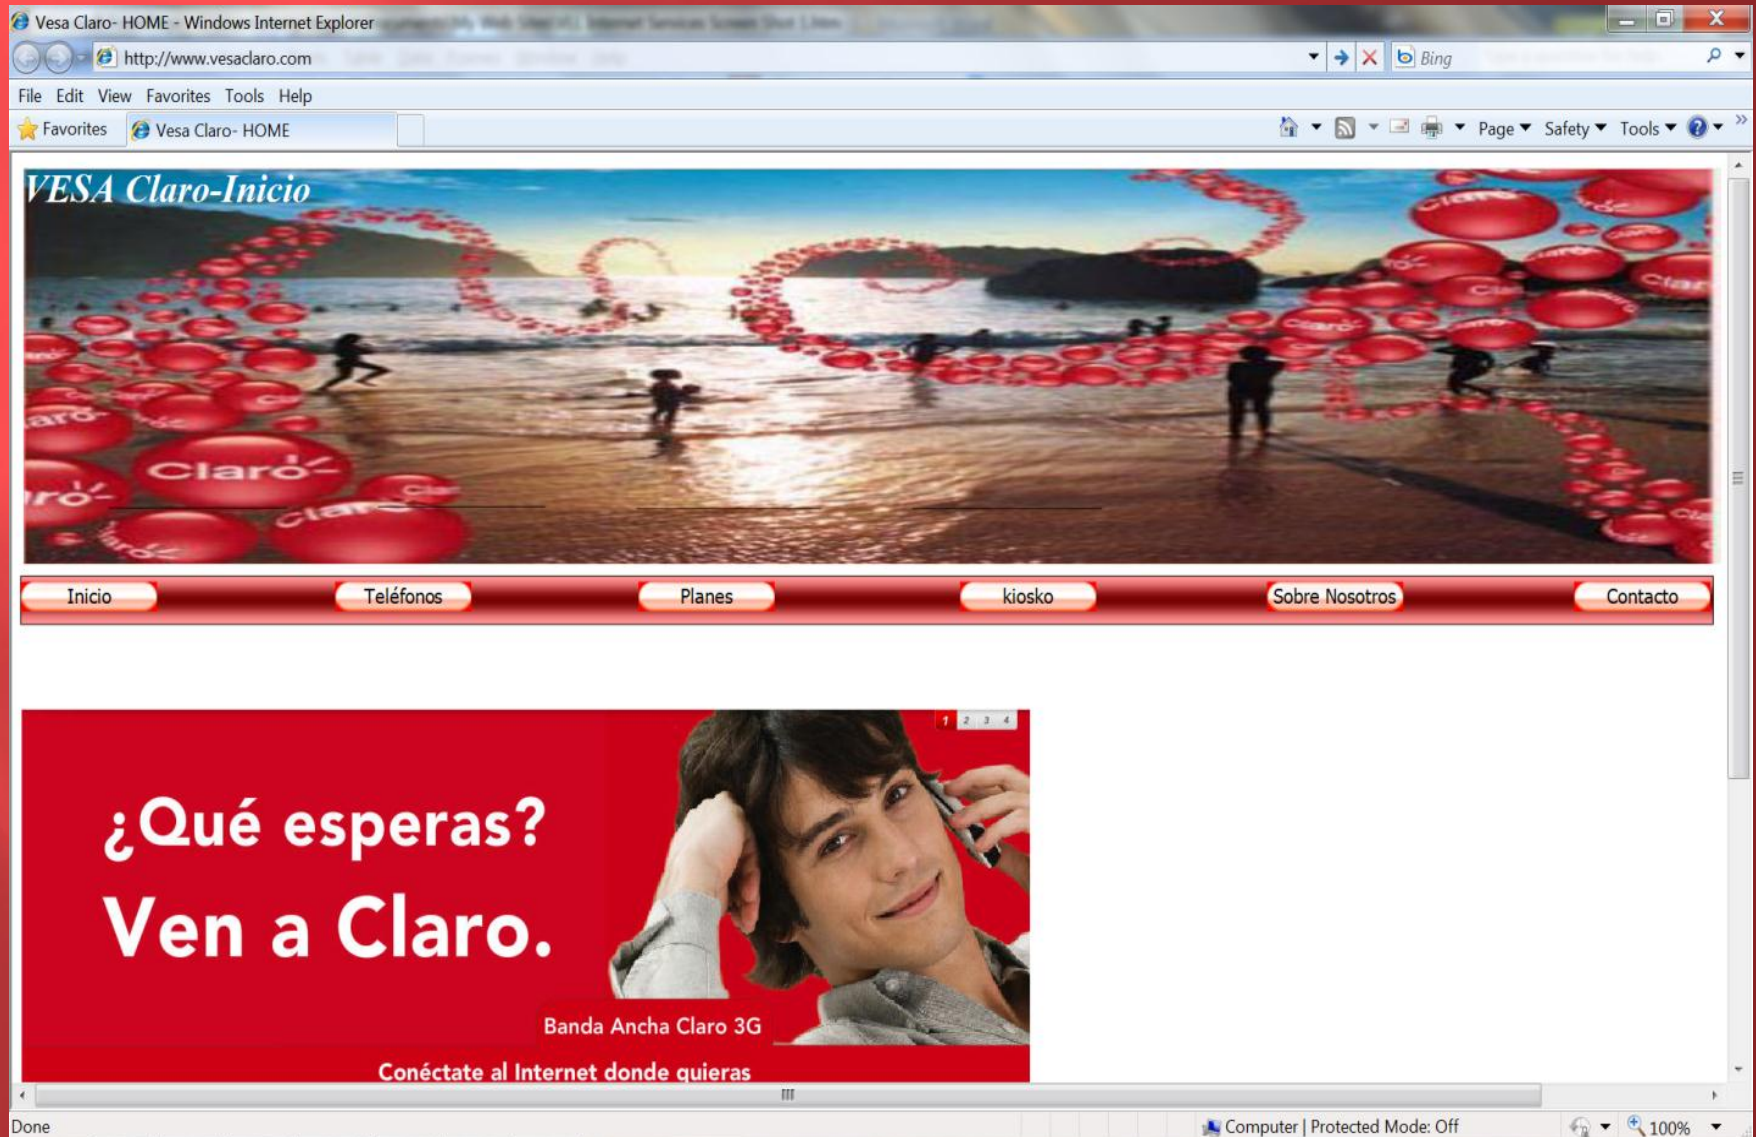 Vesa Claro- HOME - Windows Internet Explorer
http://www.vesaclaro.com
Bing
File Edit View Favorites Tools Help
Favorites Vesa Claro- HOME
Page Safety Tools
VESA Claro-Inicio
Claro
Claro
Claro
Inicio Teléfonos Planes kiosko Sobre Nosotros Contacto
1 2 3 4
¿Qué esperas?
Ven a Claro.
Banda Ancha Claro 3G
Conéctate al Internet donde quieras
Done Computer | Protected Mode: Off 100%